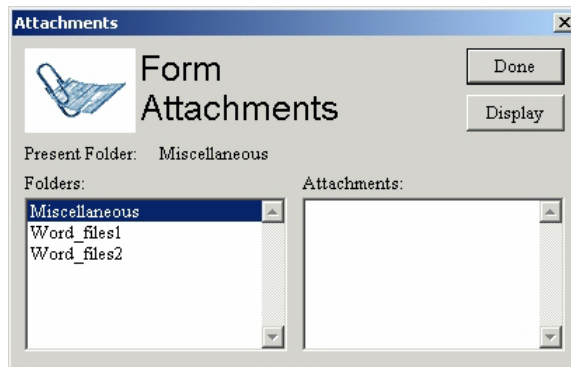 Attachments
Form
Attachments
Done
Display
Present Folder: Miscellaneous
Folders:
Miscellaneous
Word_files1
Word_files2
Attachments: